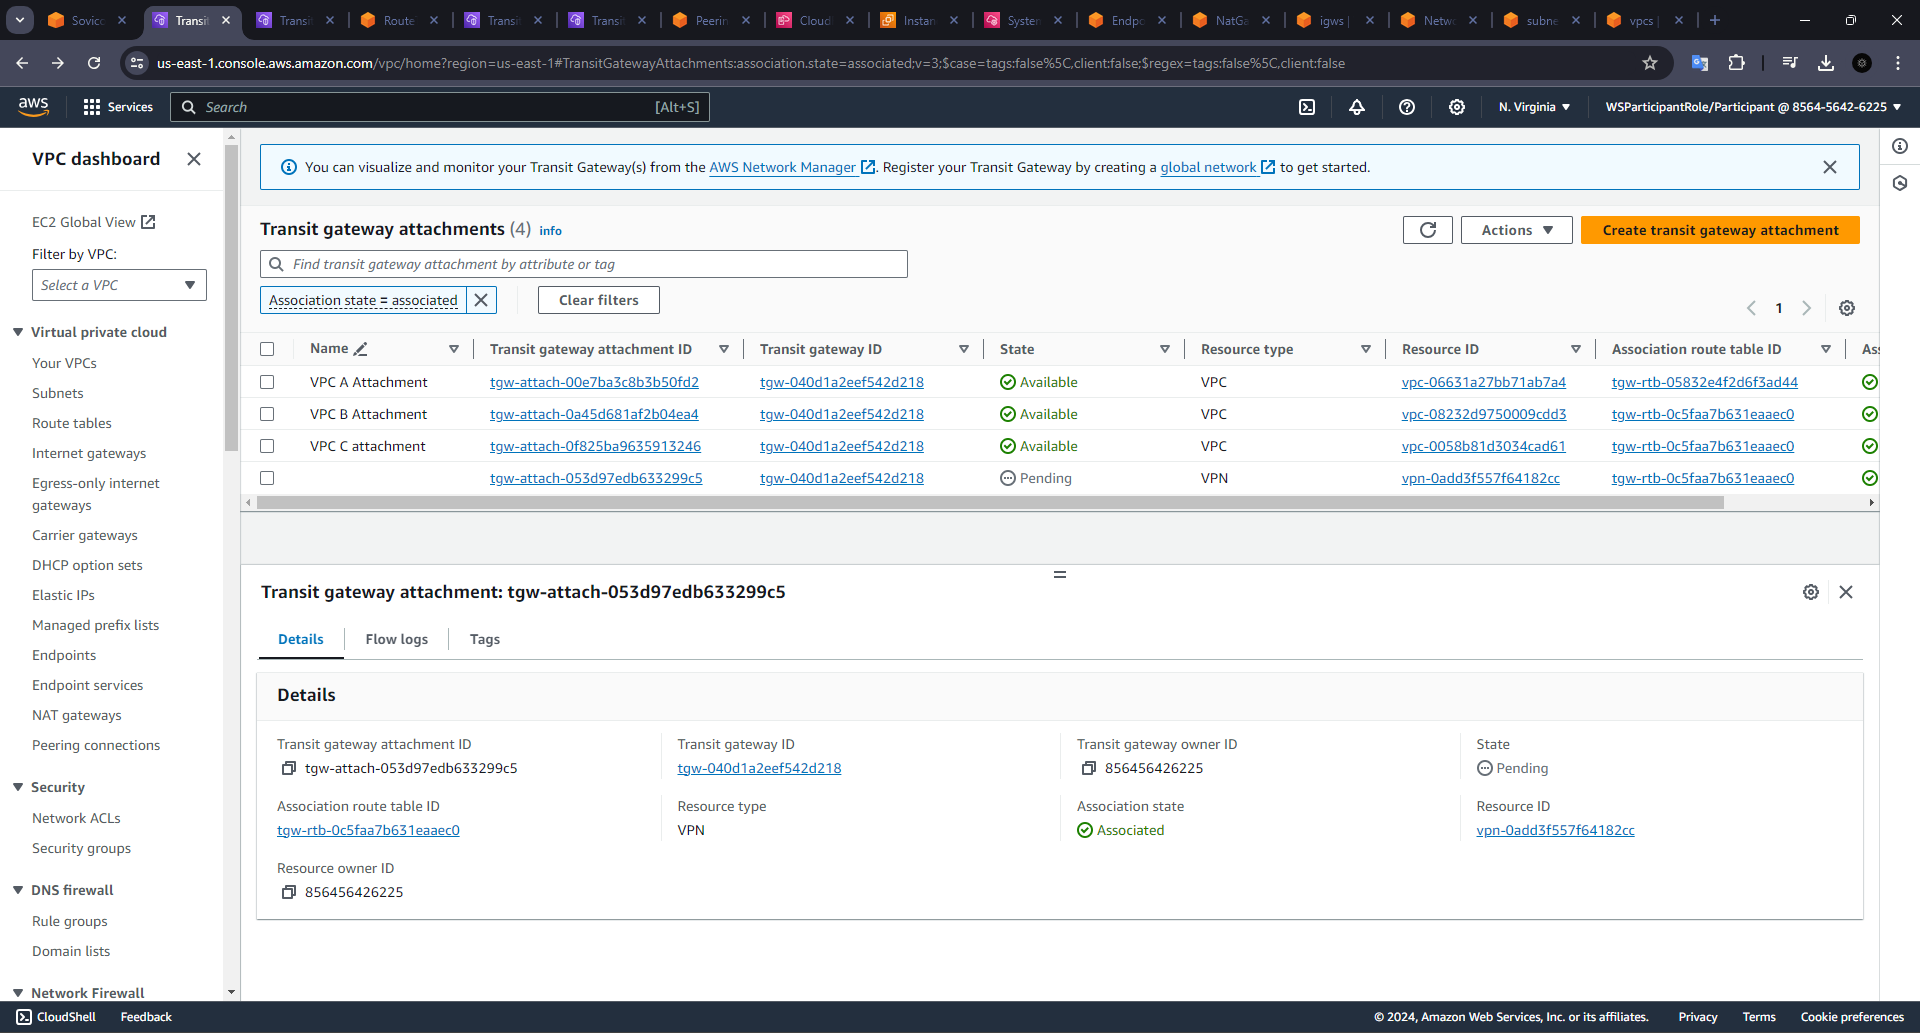 Sovico
Transit
Transit
Route
Transit
Transit
Peerin
Cloud
Instan
System
Endpo
NatGa
igws |
Netwo
subne
vpcs |
us-east-1.console.aws.amazon.com/vpc/home?region=us-east-1#TransitGatewayAttachments:association.state=associated;v=3;$case=tags:false%5C,client:false;$regex=tags:false%5C,client:false
aws
Services
Search
[Alt+S]
N. Virginia
WSParticipantRole/Participant @ 8564-5642-6225
VPC dashboard
EC2 Global View
Filter by VPC:
Select a VPC
Virtual private cloud
Your VPCs
Subnets
Route tables
Internet gateways
Egress-only internet
gateways
Carrier gateways
DHCP option sets
Elastic IPs
Managed prefix lists
Endpoints
Endpoint services
NAT gateways
Peering connections
Security
Network ACLs
Security groups
DNS firewall
Rule groups
Domain lists
Network Firewall
You can visualize and monitor your Transit Gateway(s) from the AWS Network Manager. Register your Transit Gateway by creating a global network to get started.
Transit gateway attachments (4) info
Actions
Create transit gateway attachment
Find transit gateway attachment by attribute or tag
Association state = associated
Clear filters
1
Name Transit gateway attachment ID Transit gateway ID State Resource type Resource ID Association route table ID Ass
VPC A Attachment tgw-attach-00e7ba3c8b3b50fd2 tgw-040d1a2eef542d218 Available VPC vpc-06631a27bb71ab7a4 tgw-rtb-05832e4f2d6f3ad44
VPC B Attachment tgw-attach-0a45d681af2b04ea4 tgw-040d1a2eef542d218 Available VPC vpc-08232d9750009cdd3 tgw-rtb-0c5faa7b631eaaec0
VPC C attachment tgw-attach-0f825ba9635913246 tgw-040d1a2eef542d218 Available VPC vpc-0058b81d3034cad61 tgw-rtb-0c5faa7b631eaaec0
tgw-attach-053d97edb633299c5 tgw-040d1a2eef542d218 Pending VPN vpn-0add3f557f64182cc tgw-rtb-0c5faa7b631eaaec0
Transit gateway attachment: tgw-attach-053d97edb633299c5
Details
Flow logs
Tags
Details
Transit gateway attachment ID
tgw-attach-053d97edb633299c5
Transit gateway ID
tgw-040d1a2eef542d218
Transit gateway owner ID
856456426225
State
Pending
Association route table ID
tgw-rtb-0c5faa7b631eaaec0
Resource type
VPN
Association state
Associated
Resource ID
vpn-0add3f557f64182cc
Resource owner ID
856456426225
CloudShell
Feedback
© 2024, Amazon Web Services, Inc. or its affiliates.
Privacy
Terms
Cookie preferences